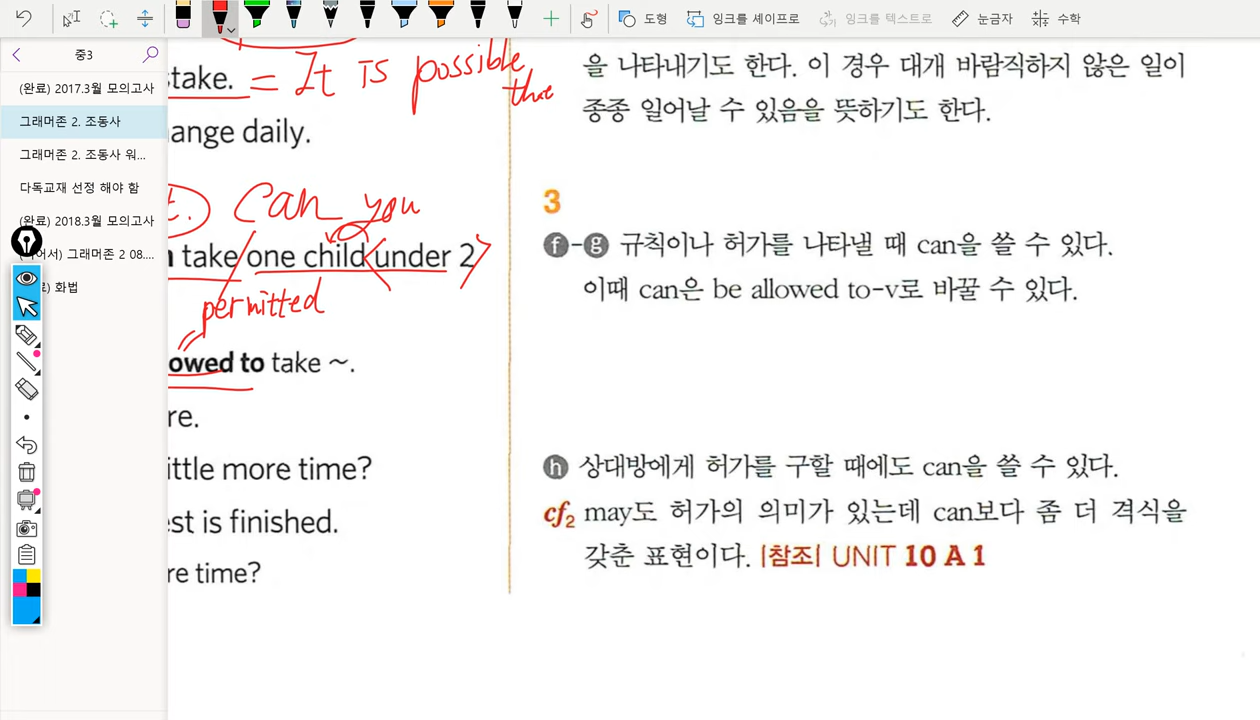 도형
잉크를 셰이프로
잉크를 텍스트로
눈금자
수학
중3
(완료) 2017.3월 모의고사
그래머존 2. 조동사
그래머존 2. 조동사 워...
다독교재 선정 해야 함
(완료) 2018.3월 모의고사
어서) 그래머존 2 08....
) 화법
stake. = It is possible
that
ange daily.
can you
take one child under 2
permitted
owed to take ~.
re.
ittle more time?
est is finished.
re time?
을 나타내기도 한다. 이 경우 대개 바람직하지 않은 일이
종종 일어날 수 있음을 뜻하기도 한다.
3
f-g 규칙이나 허가를 나타낼 때 can을 쓸 수 있다.
이때 can은 be allowed to-v로 바꿀 수 있다.
h 상대방에게 허가를 구할 때에도 can을 쓸 수 있다.
cf2 may도 허가의 의미가 있는데 can보다 좀 더 격식을
갖춘 표현이다. |참조| UNIT 10 A 1